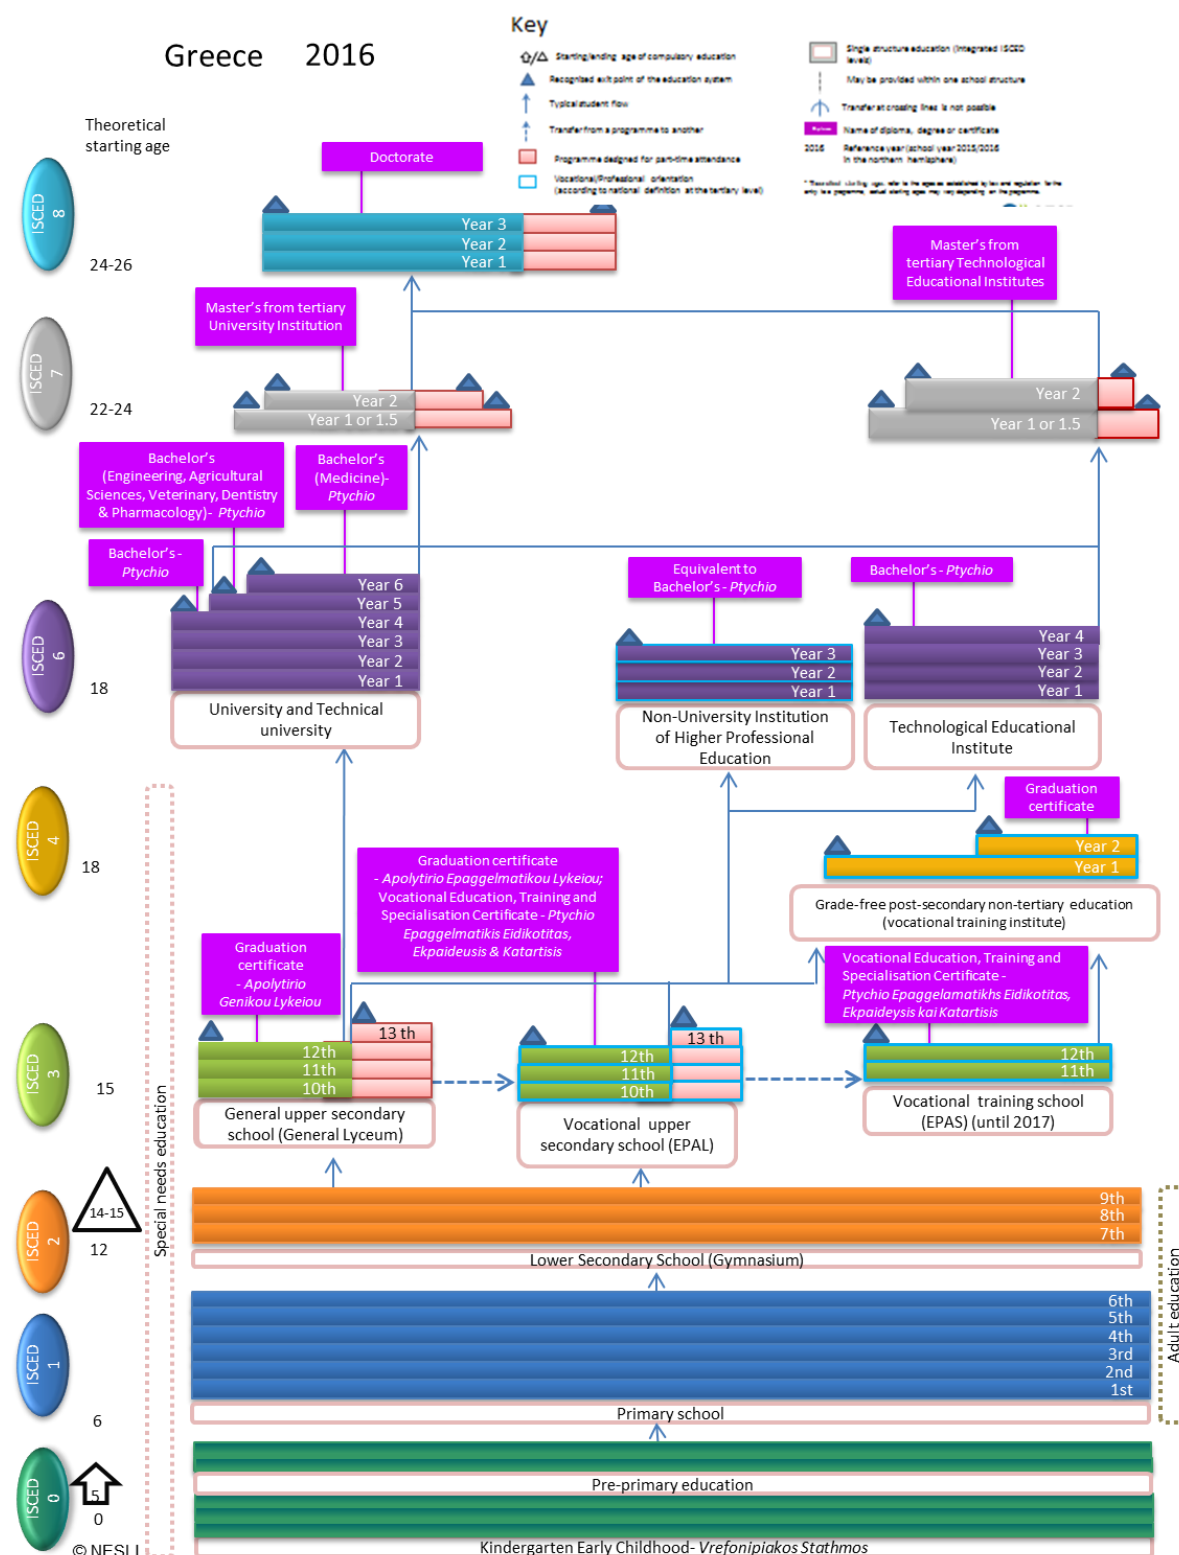 Greece 2016
Key
Starting/ending age of compulsory education
Recognised exit point of the education system
Typical student flow
Transfer from a programme to another
Programme designed for part-time attendance
Vocational/Professional orientation
(according to national definition at the tertiary level)
Single structure education (integrated ISCED
levels)
May be provided within one school structure
Transfer at crossing lines is not possible
Name of diploma, degree or certificate
2016 Reference year (school year 2015/2016
in the northern hemisphere)
Theoretical
starting age
ISCED 8
24-26
Doctorate
Year 3
Year 2
Year 1
Master's from
tertiary Technological
Educational Institutes
Master's from tertiary
University Institution
ISCED 7
22-24
Year 2
Year 1 or 1.5
Year 2
Year 1 or 1.5
Bachelor's
(Engineering, Agricultural
Sciences, Veterinary, Dentistry
& Pharmacology)- Ptychio
Bachelor's
(Medicine)-
Ptychio
Bachelor's -
Ptychio
Equivalent to
Bachelor's - Ptychio
Bachelor's - Ptychio
ISCED 6
18
Year 6
Year 5
Year 4
Year 3
Year 2
Year 1
Year 3
Year 2
Year 1
Year 4
Year 3
Year 2
Year 1
University and Technical
university
Non-University Institution
of Higher Professional
Education
Technological Educational
Institute
ISCED 4
18
Graduation
certificate
Year 2
Year 1
Grade-free post-secondary non-tertiary education
(vocational training institute)
Graduation certificate
- Apolytirio Epaggelmatikou Lykeiou;
Vocational Education, Training and
Specialisation Certificate - Ptychio
Epaggelmatikis Eidikotitas,
Ekpaideusis & Katartisis
Graduation
certificate
- Apolytirio
Genikou Lykeiou
Vocational Education, Training and
Specialisation Certificate -
Ptychio Epaggelamatikhs Eidikotitas,
Ekpaideysis kai Katartisis
ISCED 3
15
13 th
12th
11th
10th
13 th
12th
11th
10th
12th
11th
General upper secondary
school (General Lyceum)
Vocational upper
secondary school (EPAL)
Vocational training school
(EPAS) (until 2017)
Special needs education
ISCED 2
14-15
12
9th
8th
7th
Lower Secondary School (Gymnasium)
Adult education
ISCED 1
6
6th
5th
4th
3rd
2nd
1st
Primary school
ISCED 0
5
0
Pre-primary education
Kindergarten Early Childhood- Vrefonipiakos Stathmos
© NESLI